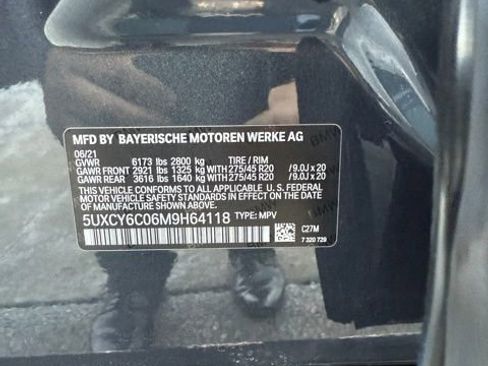 MFD BY BAYERISCHE MOTOREN WERKE AG
06/21
GVWR 6173 lbs 2800 kg TIRE / RIM
GAWR FRONT 2921 lbs 1325 kg WITH 275/45 R20 /9.0J x 20
GAWR REAR 3616 lbs 1640 kg WITH 275/45 R20 /9.0J x 20
THIS VEHICLE CONFORMS TO ALL APPLICABLE U. S. FEDERAL
MOTOR VEHICLE SAFETY STANDARDS IN EFFECT ON THE
DATE OF MANUFACTURE SHOWN ABOVE.
5UXCY6C06M9H64118 TYPE: MPV
C27M
7 320 729